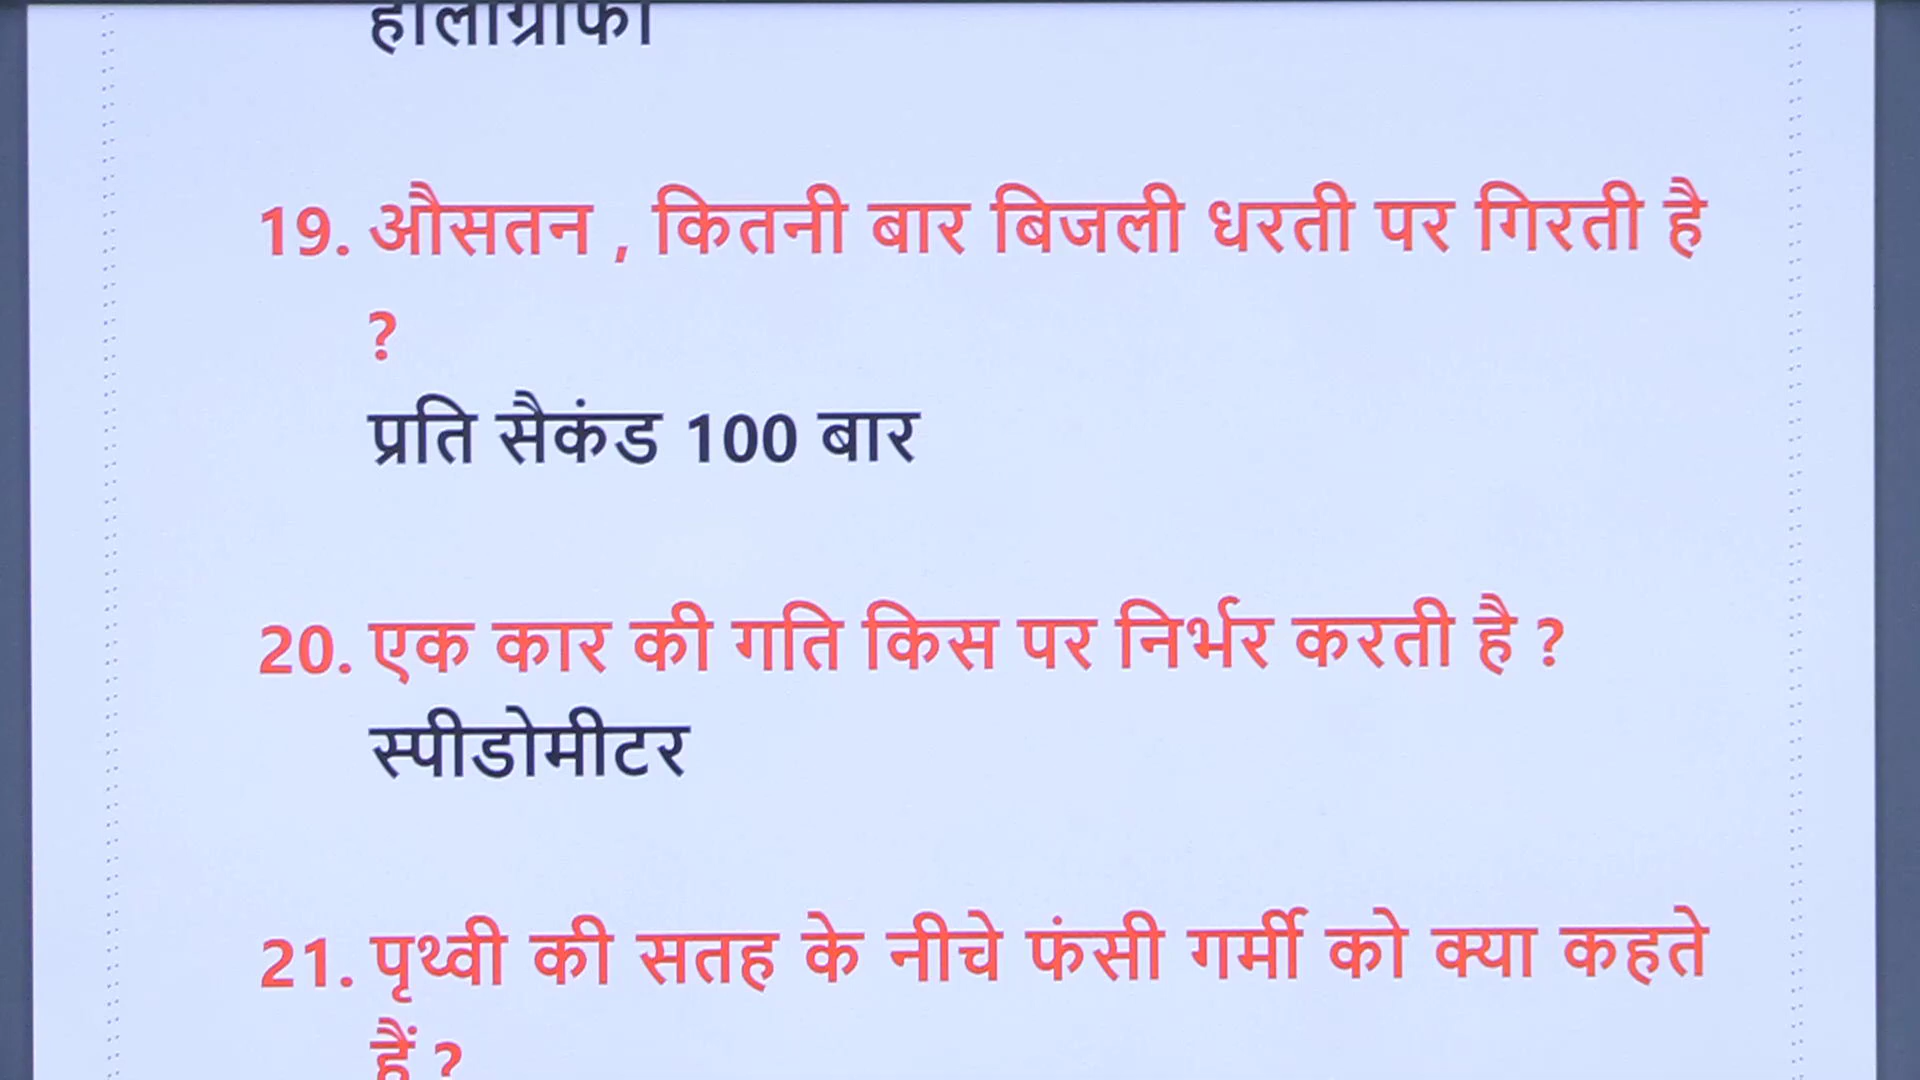 होलोग्राफी
19. औसतन , कितनी बार बिजली धरती पर गिरती है
?
प्रति सैकंड 100 बार
20. एक कार की गति किस पर निर्भर करती है ?
स्पीडोमीटर
21. पृथ्वी की सतह के नीचे फंसी गर्मी को क्या कहते
हैं ?